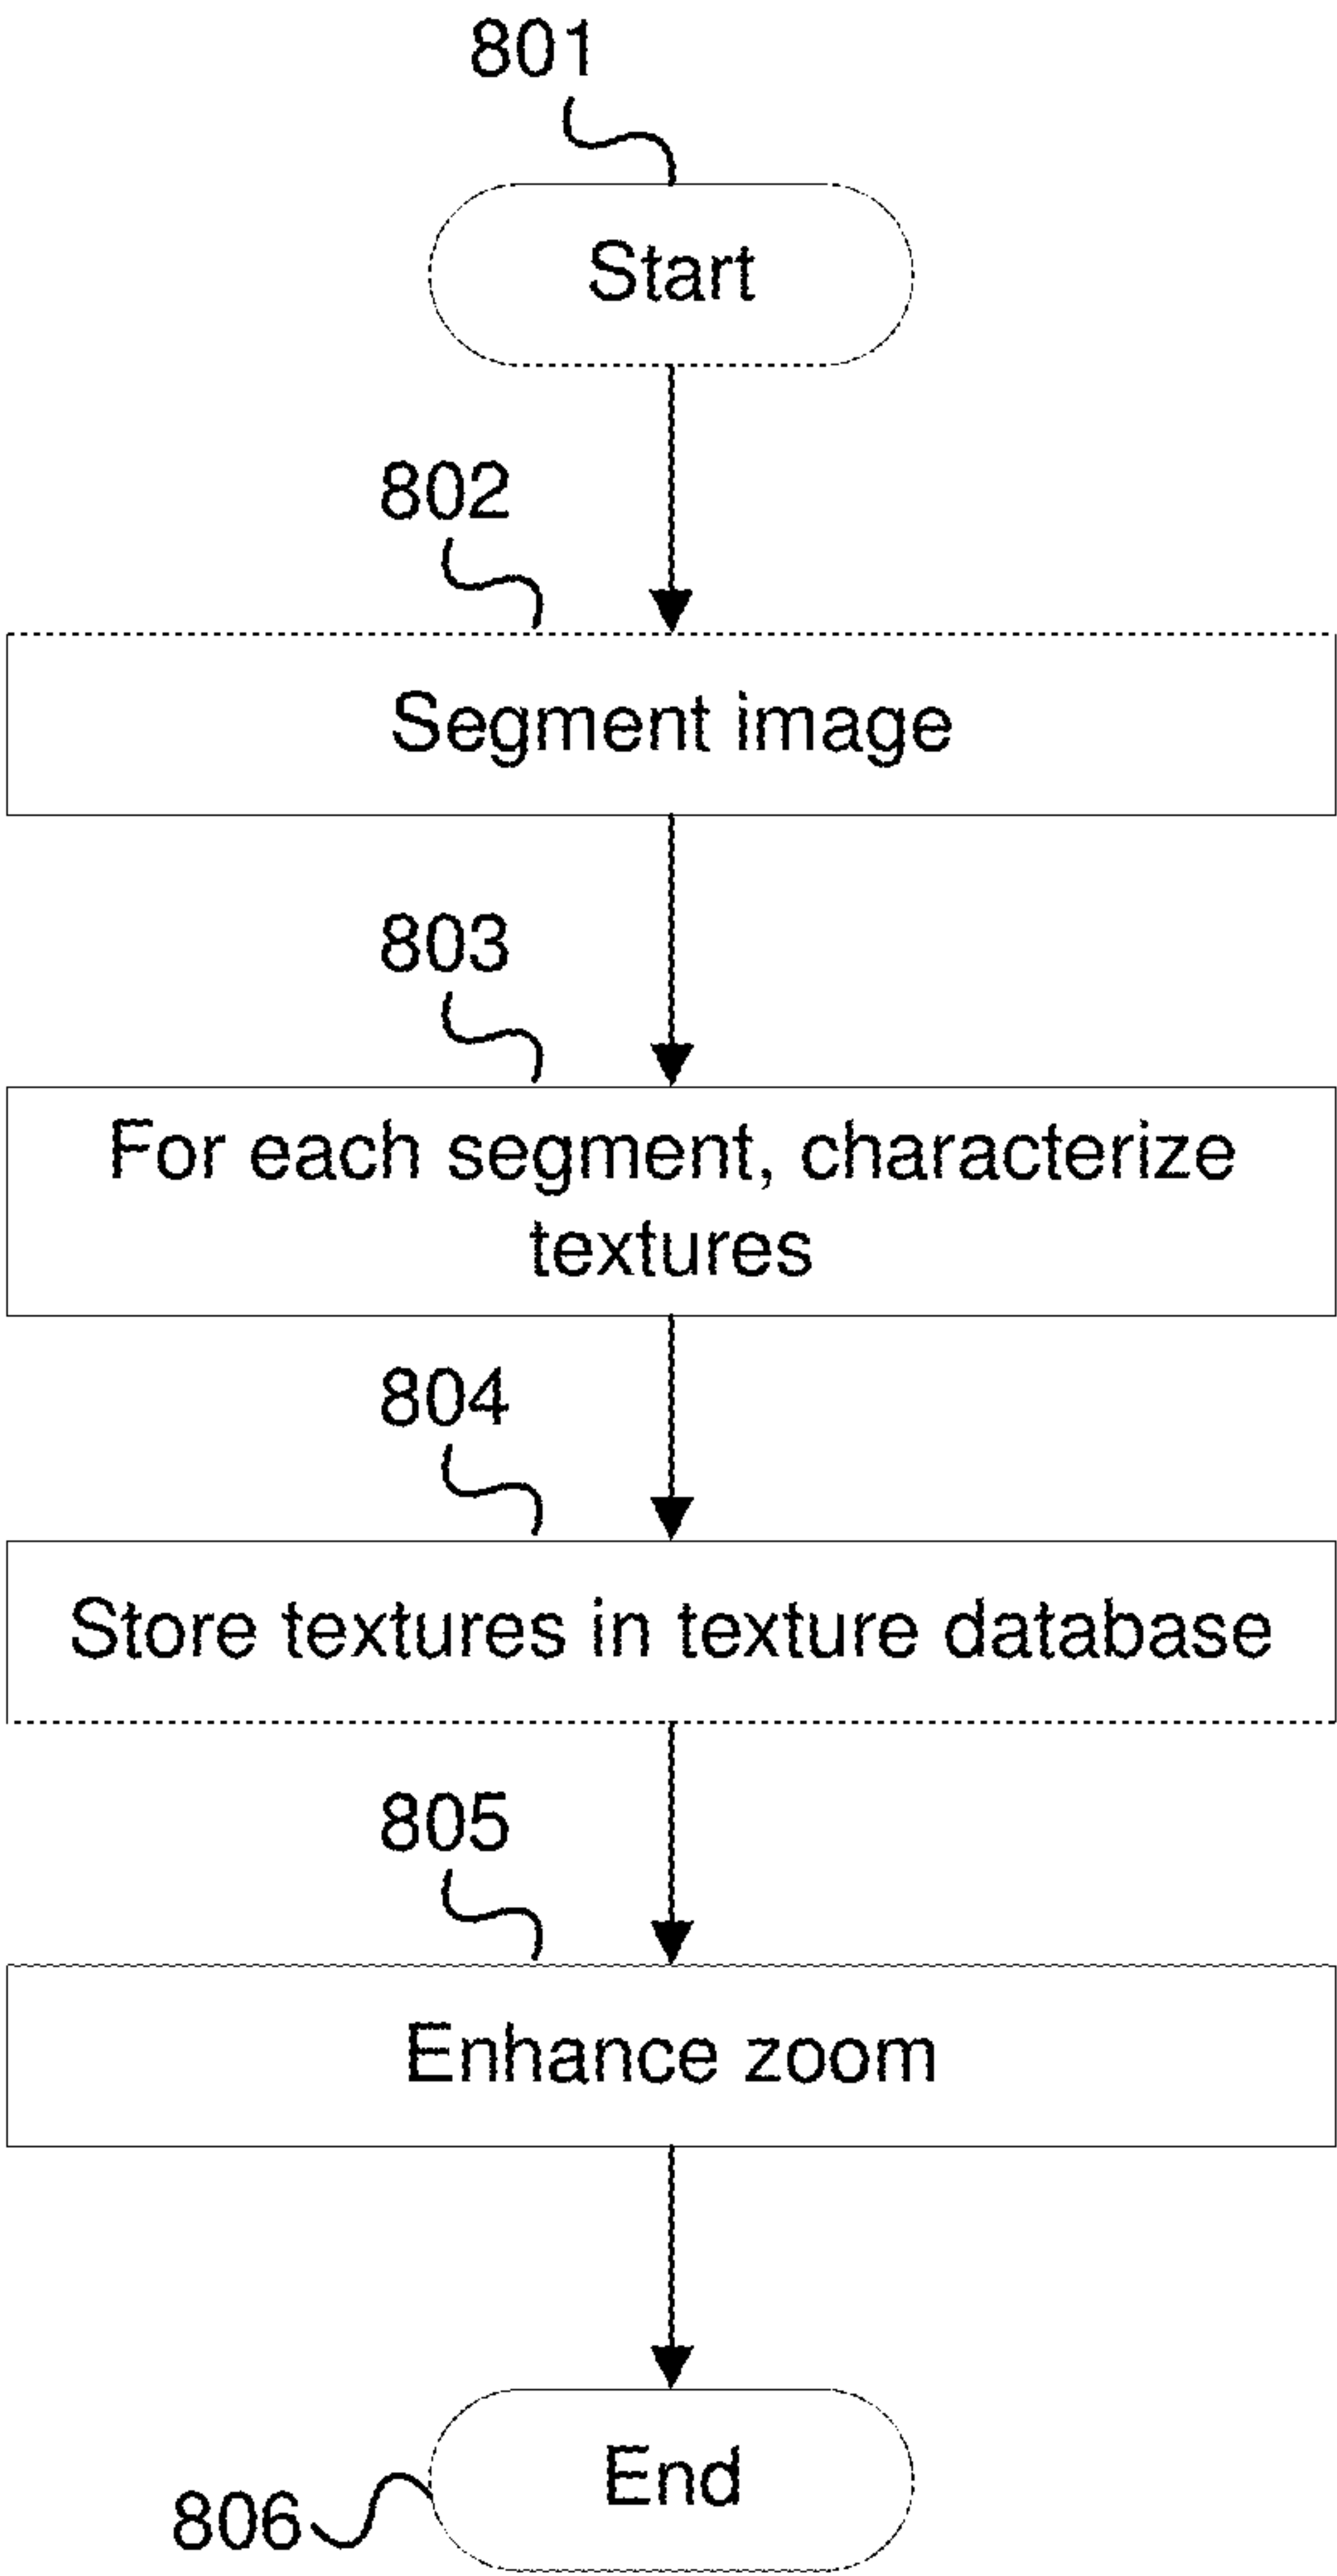 801
Start
802
Segment image
803
For each segment, characterize
textures
804
Store textures in texture database
805
Enhance zoom
End
806